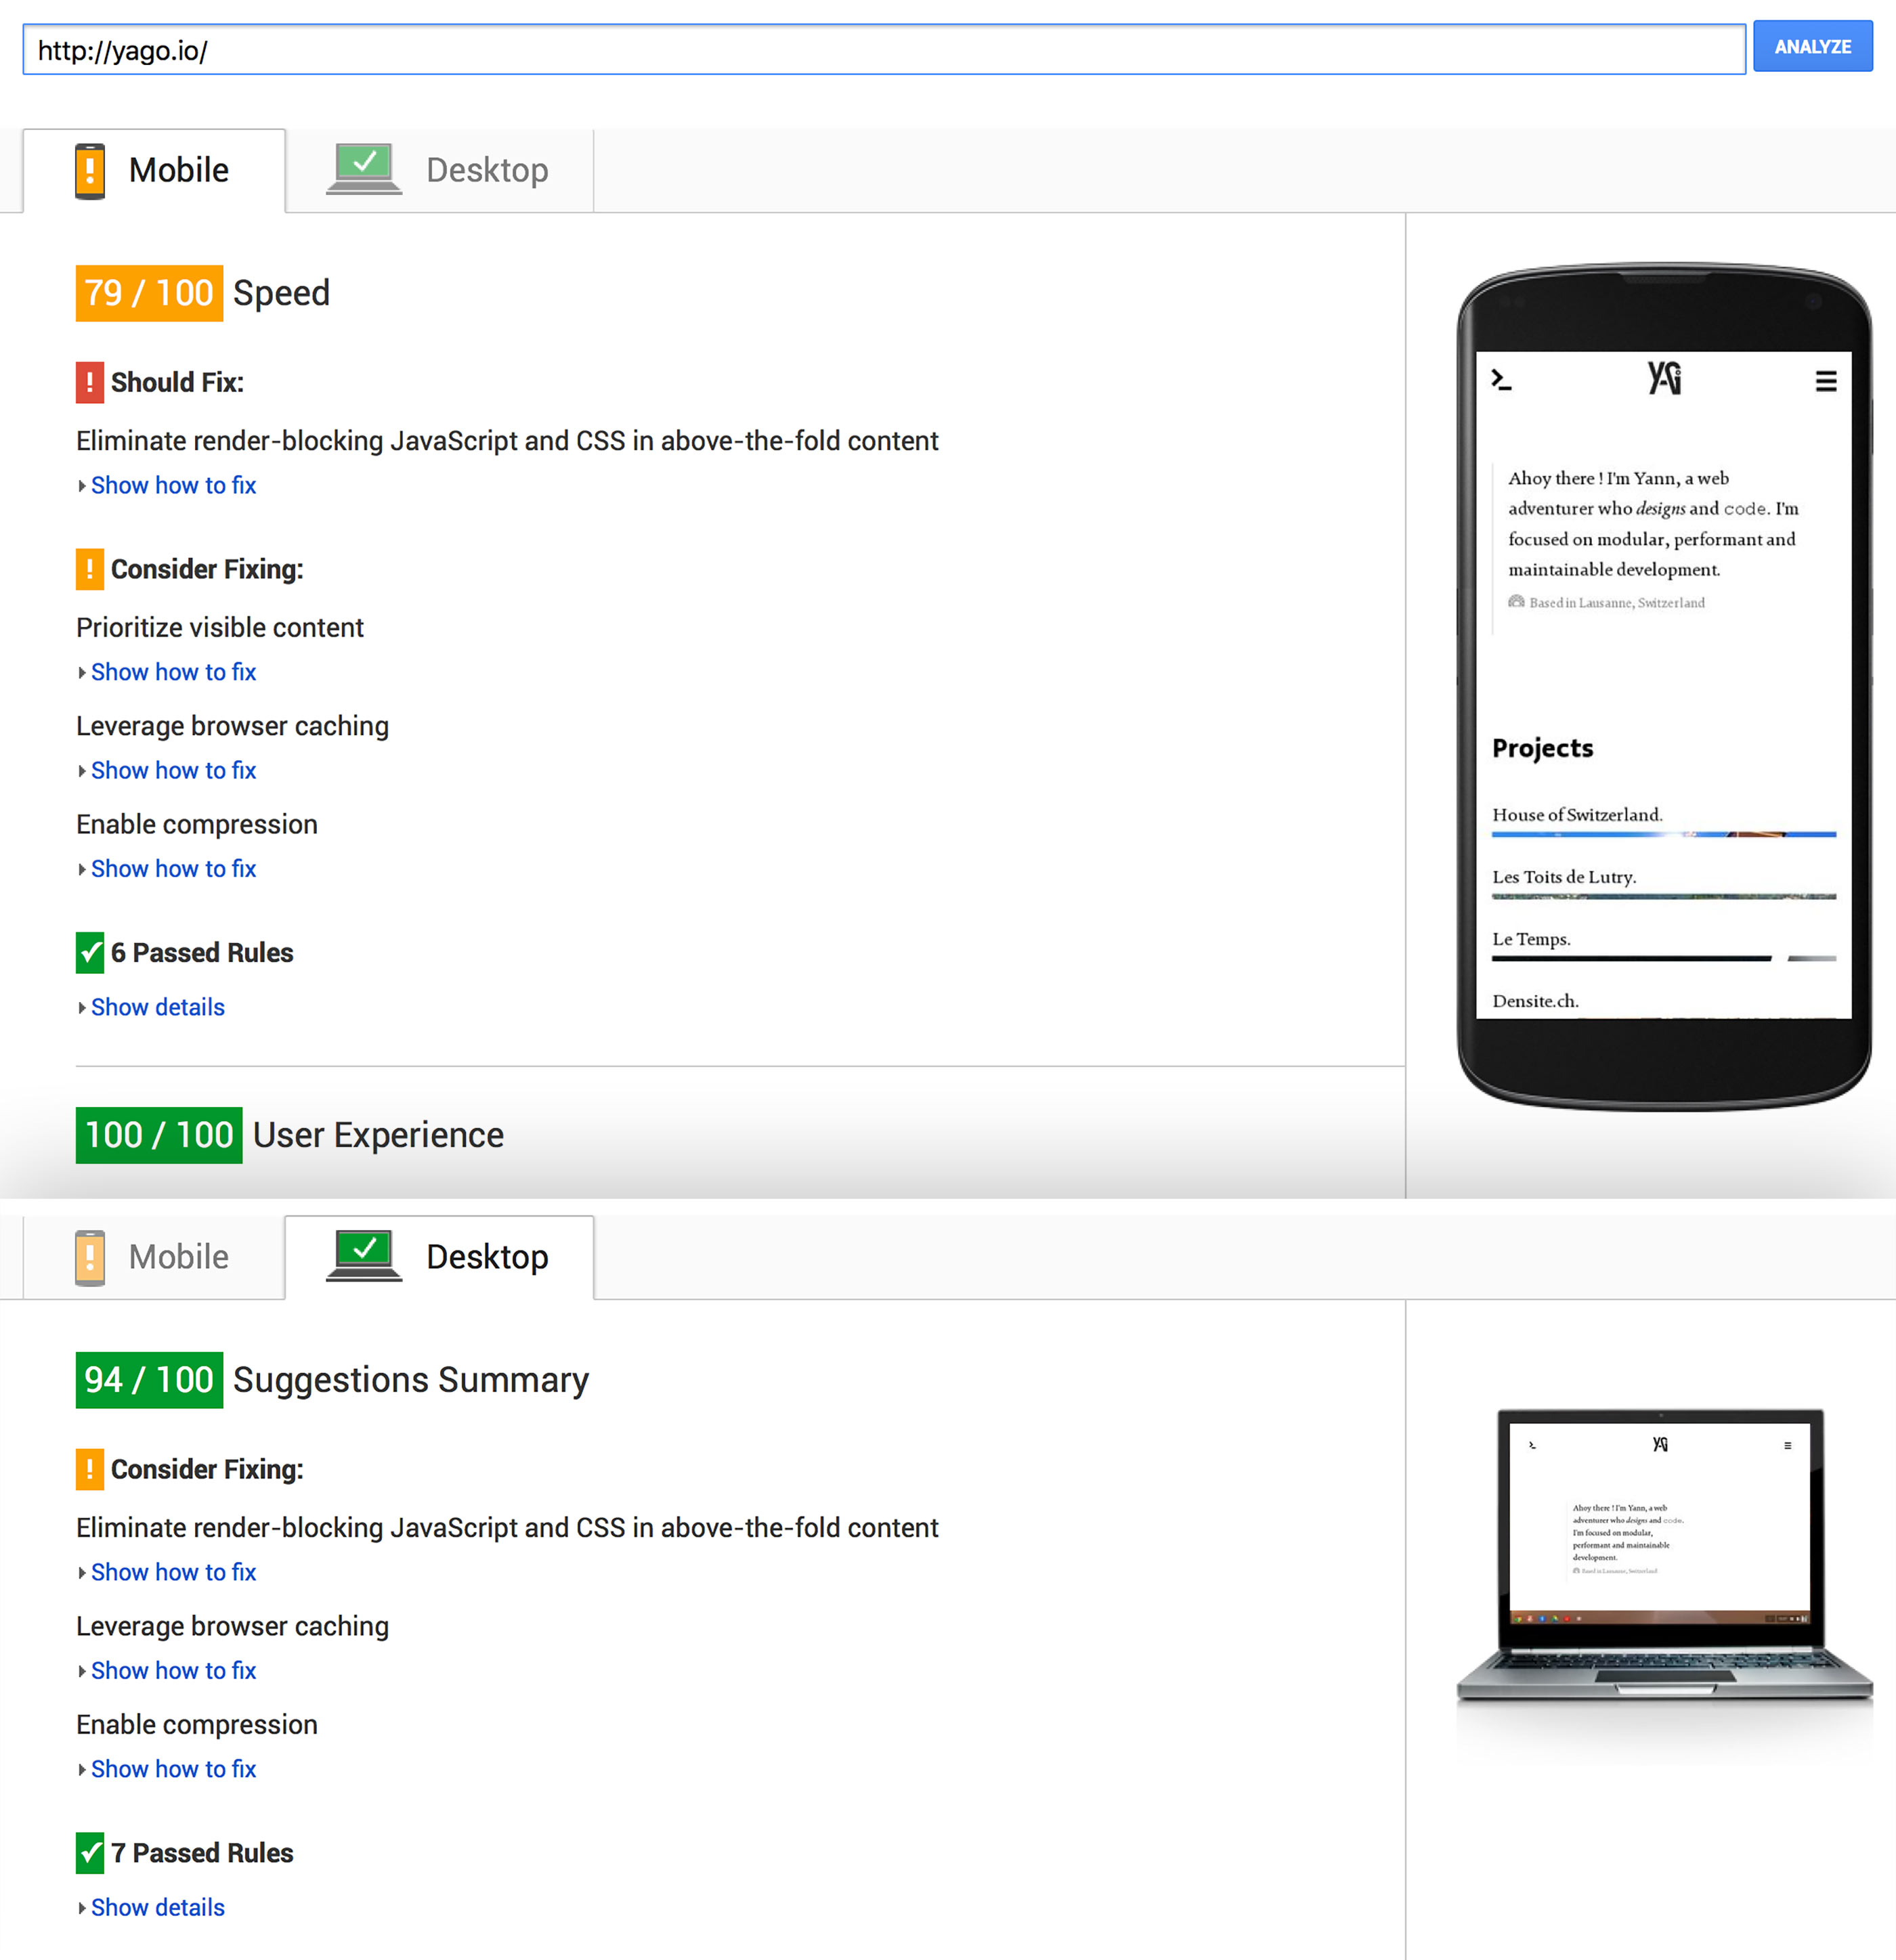 http://yago.io/
ANALYZE
Mobile
Desktop
79 / 100 Speed
! Should Fix:
Eliminate render-blocking JavaScript and CSS in above-the-fold content
Show how to fix
! Consider Fixing:
Prioritize visible content
Show how to fix
Leverage browser caching
Show how to fix
Enable compression
Show how to fix
6 Passed Rules
Show details
100 / 100 User Experience
Ahoy there ! I'm Yann, a web
adventurer who designs and code. I'm
focused on modular, performant and
maintainable development.
Based in Lausanne, Switzerland
Projects
House of Switzerland.
Les Toits de Lutry.
Le Temps.
Densite.ch.
Mobile
Desktop
94 / 100 Suggestions Summary
! Consider Fixing:
Eliminate render-blocking JavaScript and CSS in above-the-fold content
Show how to fix
Leverage browser caching
Show how to fix
Enable compression
Show how to fix
7 Passed Rules
Show details
Ahoy there ! I'm Yann, a web
adventurer who designs and code.
I'm focused on modular,
performant and maintainable
development.
Based in Lausanne, Switzerland